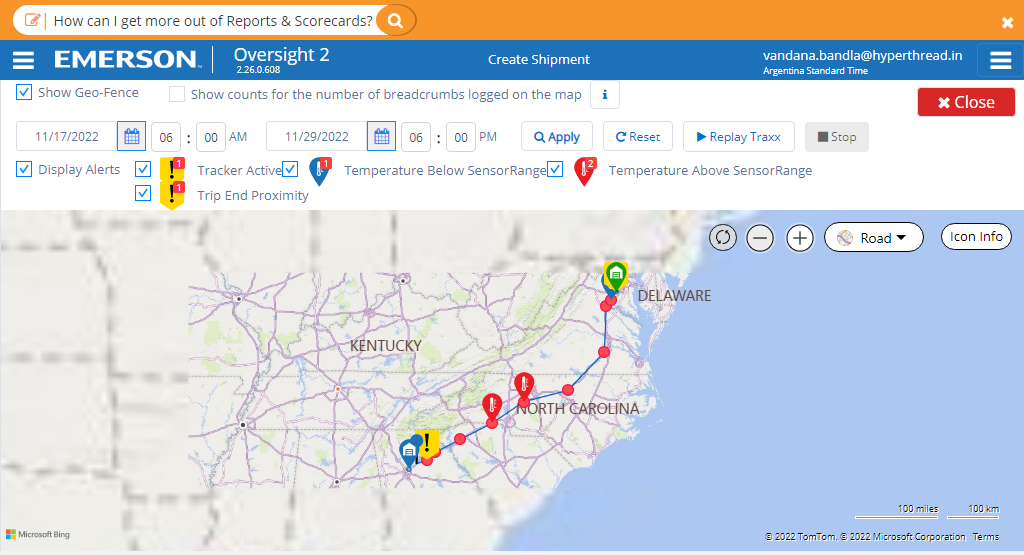 How can I get more out of Reports & Scorecards?
EMERSON.
Oversight 2
2.26.0.608
Create Shipment
vandana.bandla@hyperthread.in
Argentina Standard Time
Show Geo-Fence
Show counts for the number of breadcrumbs logged on the map
i
Close
11/17/2022
06 : 00 AM
11/29/2022
06 : 00 PM
Apply
Reset
Replay Traxx
Stop
Display Alerts
1
Tracker Active
1
Temperature Below SensorRange
2
Temperature Above SensorRange
1
Trip End Proximity
Road
Icon Info
DELAWARE
KENTUCKY
NORTH CAROLINA
100 miles
100 km
Microsoft Bing
© 2022 TomTom, © 2022 Microsoft Corporation Terms